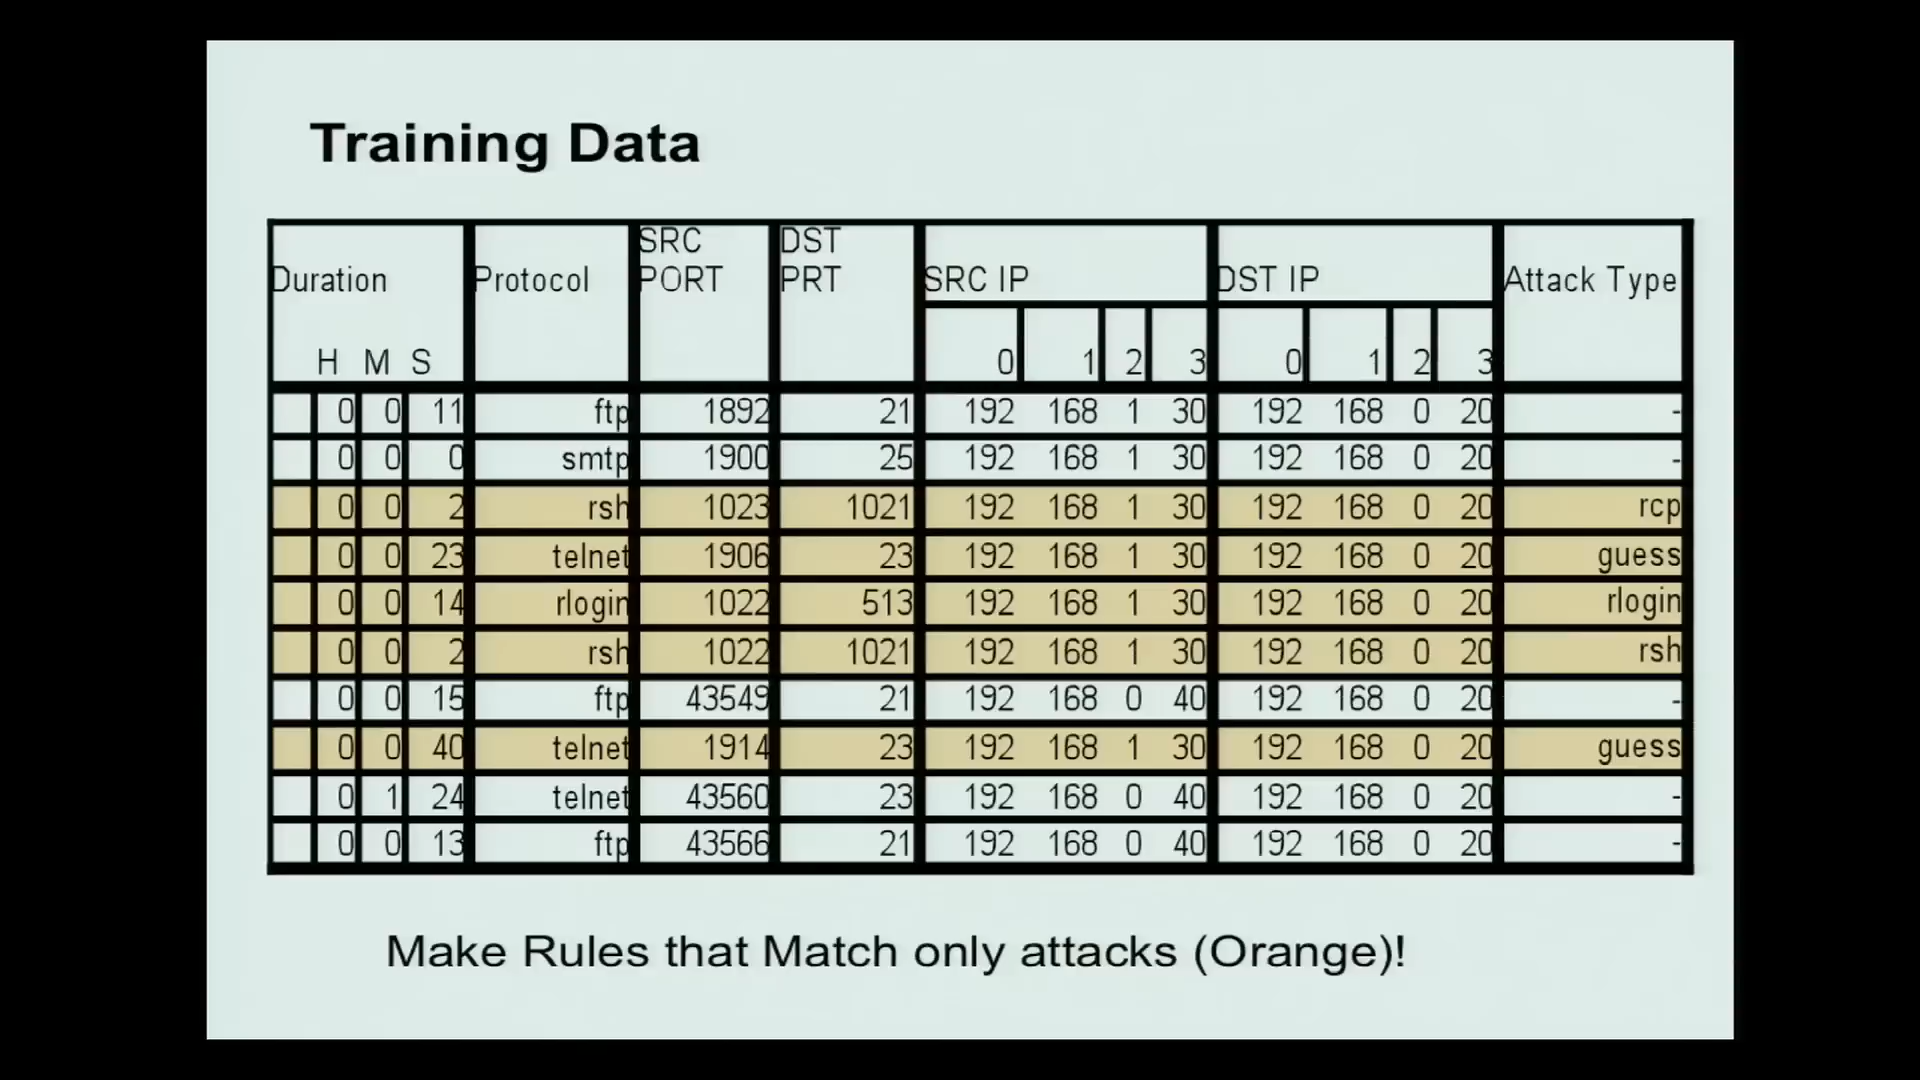 Training Data
Duration Protocol SRC PORT DST PRT SRC IP DST IP Attack Type
H M S 0 1 2 3 0 1 2 3
0 0 11 ftp 1892 21 192 168 1 30 192 168 0 20 -
0 0 0 smtp 1900 25 192 168 1 30 192 168 0 20 -
0 0 2 rsh 1023 1021 192 168 1 30 192 168 0 20 rcp
0 0 23 telnet 1906 23 192 168 1 30 192 168 0 20 guess
0 0 14 rlogin 1022 513 192 168 1 30 192 168 0 20 rlogin
0 0 2 rsh 1022 1021 192 168 1 30 192 168 0 20 rsh
0 0 15 ftp 43549 21 192 168 0 40 192 168 0 20 -
0 0 40 telnet 1914 23 192 168 1 30 192 168 0 20 guess
0 1 24 telnet 43560 23 192 168 0 40 192 168 0 20 -
0 0 13 ftp 43566 21 192 168 0 40 192 168 0 20 -
Make Rules that Match only attacks (Orange)!